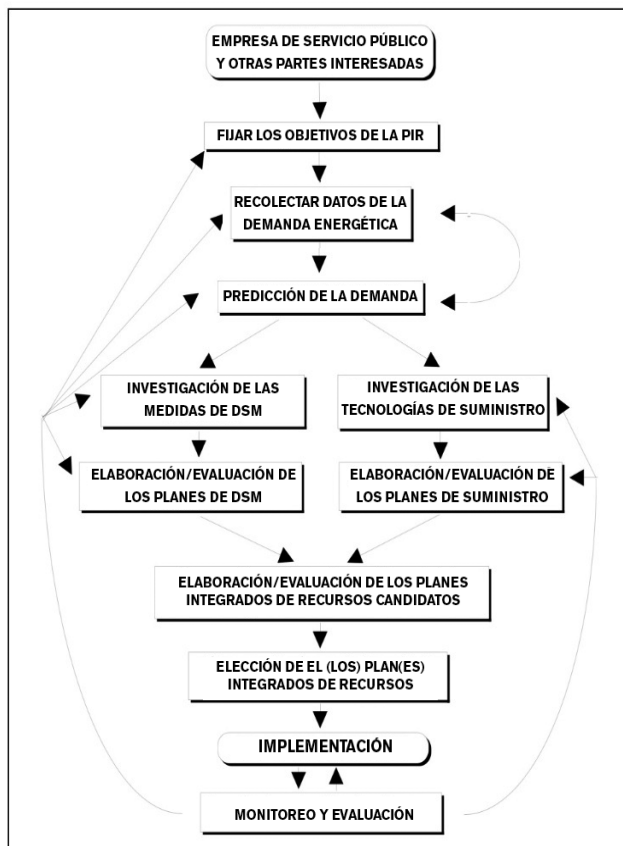 EMPRESA DE SERVICIO PÚBLICO
Y OTRAS PARTES INTERESADAS
FIJAR LOS OBJETIVOS DE LA PIR
RECOLECTAR DATOS DE LA
DEMANDA ENERGÉTICA
PREDICCIÓN DE LA DEMANDA
INVESTIGACIÓN DE LAS
MEDIDAS DE DSM
INVESTIGACIÓN DE LAS
TECNOLOGÍAS DE SUMINISTRO
ELABORACIÓN/EVALUACIÓN DE
LOS PLANES DE DSM
ELABORACIÓN/EVALUACIÓN DE
LOS PLANES DE SUMINISTRO
ELABORACIÓN/EVALUACIÓN DE LOS PLANES
INTEGRADOS DE RECURSOS CANDIDATOS
ELECCIÓN DE EL (LOS) PLAN(ES)
INTEGRADOS DE RECURSOS
IMPLEMENTACIÓN
MONITOREO Y EVALUACIÓN